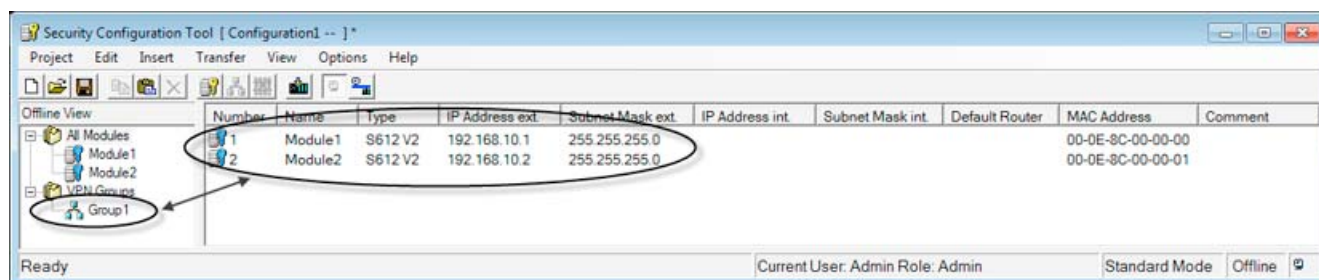 Security Configuration Tool [ Configuration1 -- ] *
Project Edit Insert Transfer View Options Help
Offline View
All Modules
Module1
Module2
VPN Groups
Group1
Number Name Type IP Address ext. Subnet Mask ext. IP Address int. Subnet Mask int. Default Router MAC Address Comment
1 Module1 S612 V2 192.168.10.1 255.255.255.0 00-0E-8C-00-00-00
2 Module2 S612 V2 192.168.10.2 255.255.255.0 00-0E-8C-00-00-01
Ready Current User: Admin Role: Admin Standard Mode Offline